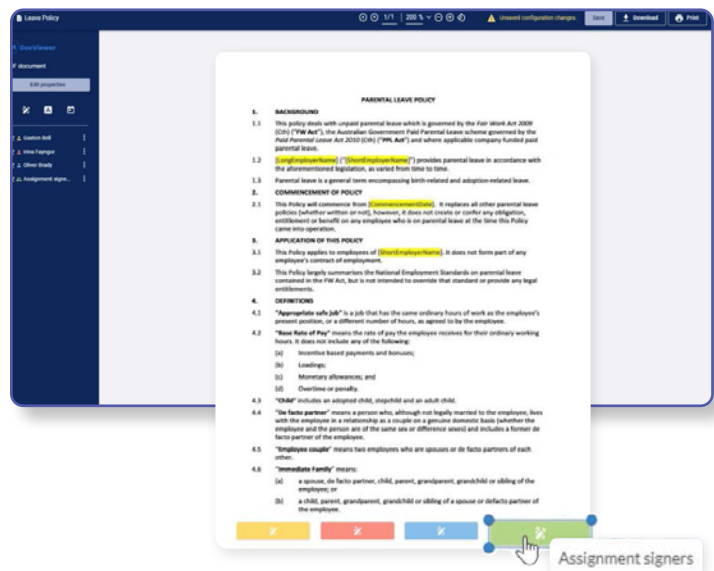 Leave Policy
1/1 200 %
Unsaved configuration changes.
Save
Download
Print
DocViewer
F document
Edit properties
Gaston Bell
Irina Fayngor
Oliver Brady
Assignment signe...
PARENTAL LEAVE POLICY
1. BACKGROUND
1.1 This policy deals with unpaid parental leave which is governed by the Fair Work Act 2009
(Cth) ("FW Act"), the Australian Government Paid Parental Leave scheme governed by the
Paid Parental Leave Act 2010 (Cth) ("PPL Act") and where applicable company funded paid
parental leave.
1.2 [LongEmployerName] ("[ShortEmployerName]") provides parental leave in accordance with
the aforementioned legislation, as varied from time to time.
1.3 Parental leave is a general term encompassing birth-related and adoption-related leave.
2. COMMENCEMENT OF POLICY
2.1 This Policy will commence from [CommencementDate]. It replaces all other parental leave
policies (whether written or not), however, it does not create or confer any obligation,
entitlement or benefit on any employee who is on parental leave at the time this Policy
came into operation.
3. APPLICATION OF THIS POLICY
3.1 This Policy applies to employees of [ShortEmployerName]. It does not form part of any
employee's contract of employment.
3.2 This Policy largely summarises the National Employment Standards on parental leave
contained in the FW Act, but is not intended to override that standard or provide any legal
entitlements.
4. DEFINITIONS
4.1 "Appropriate safe job" is a job that has the same ordinary hours of work as the employee's
present position, or a different number of hours, as agreed to by the employee.
4.2 "Base Rate of Pay" means the rate of pay the employee receives for their ordinary working
hours. It does not include any of the following:
(a) Incentive based payments and bonuses;
(b) Loadings;
(c) Monetary allowances; and
(d) Overtime or penalty.
4.3 "Child" includes an adopted child, stepchild and an adult child.
4.4 "De facto partner" means a person who, although not legally married to the employee, lives
with the employee in a relationship as a couple on a genuine domestic basis (whether the
employee and the person are of the same sex or difference sexes) and includes a former de
facto partner of the employee.
4.5 "Employee couple" means two employees who are spouses or de facto partners of each
other.
4.6 "Immediate Family" means:
(a) a spouse, de facto partner, child, parent, grandparent, grandchild or sibling of the
employee; or
(b) a child, parent, grandparent, grandchild or sibling of a spouse or defacto partner of
the employee.
Assignment signers